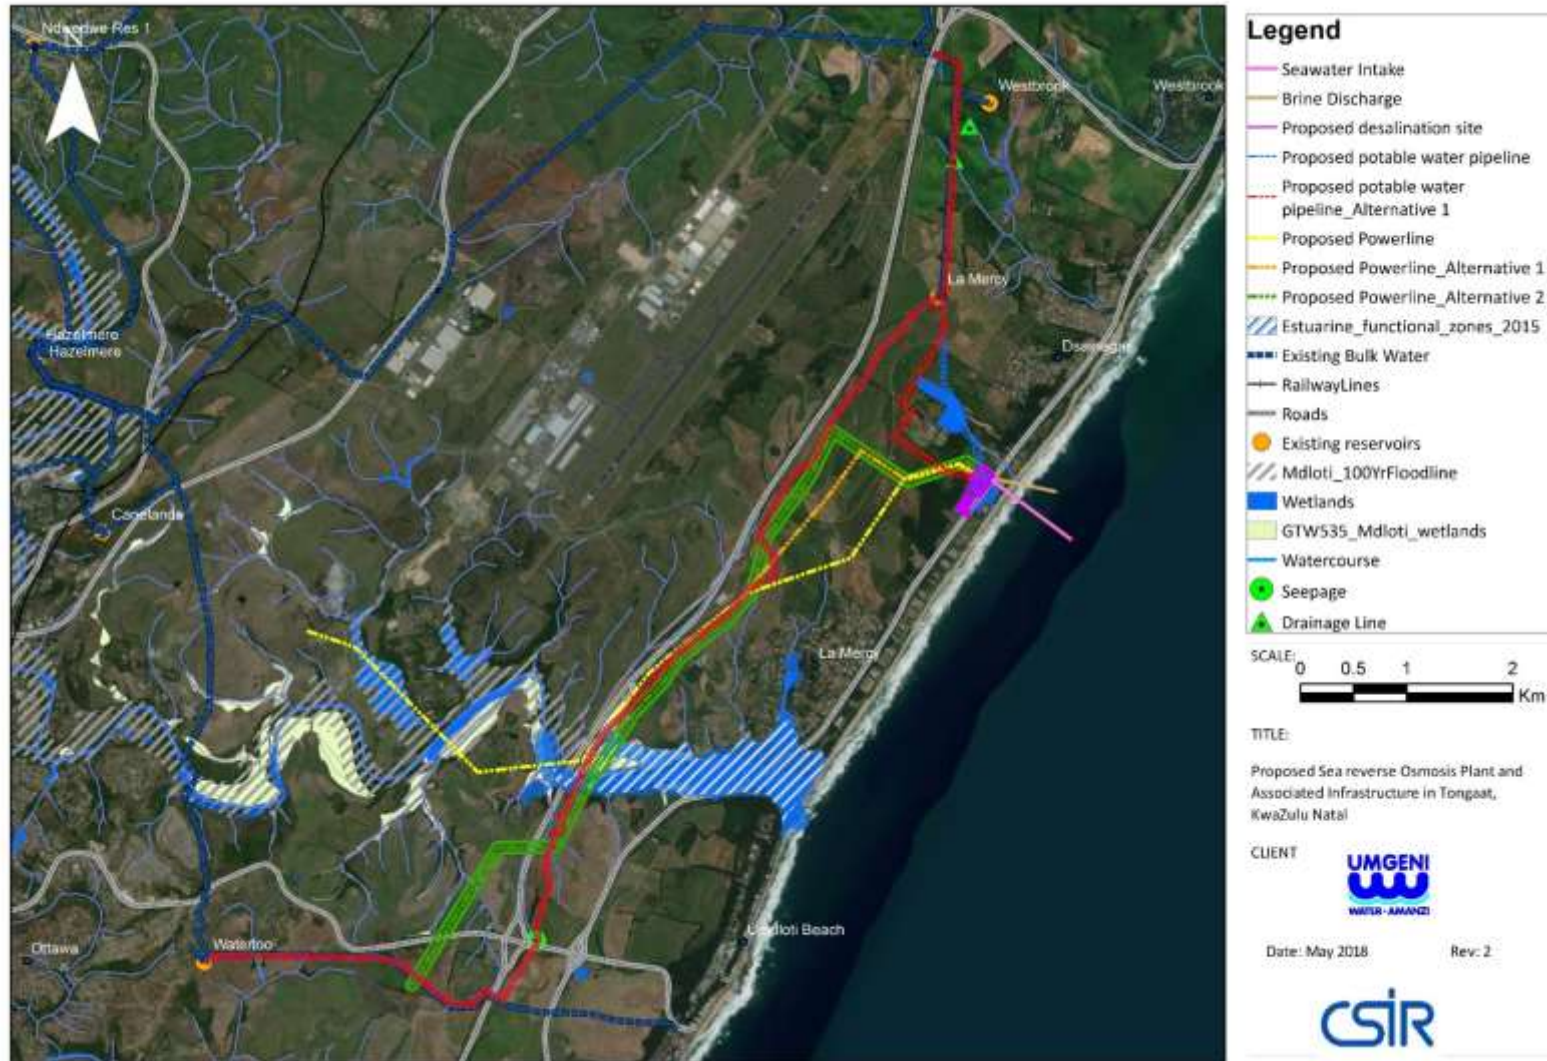 Ndwedwe Res 1
N
Westbrook
Westbrook
La Mercy
Hazelmere
Hazelmere
Desainagar
Canelands
La Mercy
Ottawa
Waterloo
Umdloti Beach
Legend
Seawater Intake
Brine Discharge
Proposed desalination site
Proposed potable water pipeline
Proposed potable water
pipeline_Alternative 1
Proposed Powerline
Proposed Powerline_Alternative 1
Proposed Powerline_Alternative 2
Estuarine_functional_zones_2015
Existing Bulk Water
RailwayLines
Roads
Existing reservoirs
Mdloti_100YrFloodline
Wetlands
GTW535_Mdloti_wetlands
Watercourse
Seepage
Drainage Line
SCALE:
0 0.5 1 2
Km
TITLE:
Proposed Sea reverse Osmosis Plant and
Associated Infrastructure in Tongaat,
KwaZulu Natal
CLIENT
UMGENI
WATER-AMANZI
Date: May 2018 Rev: 2
CSIR